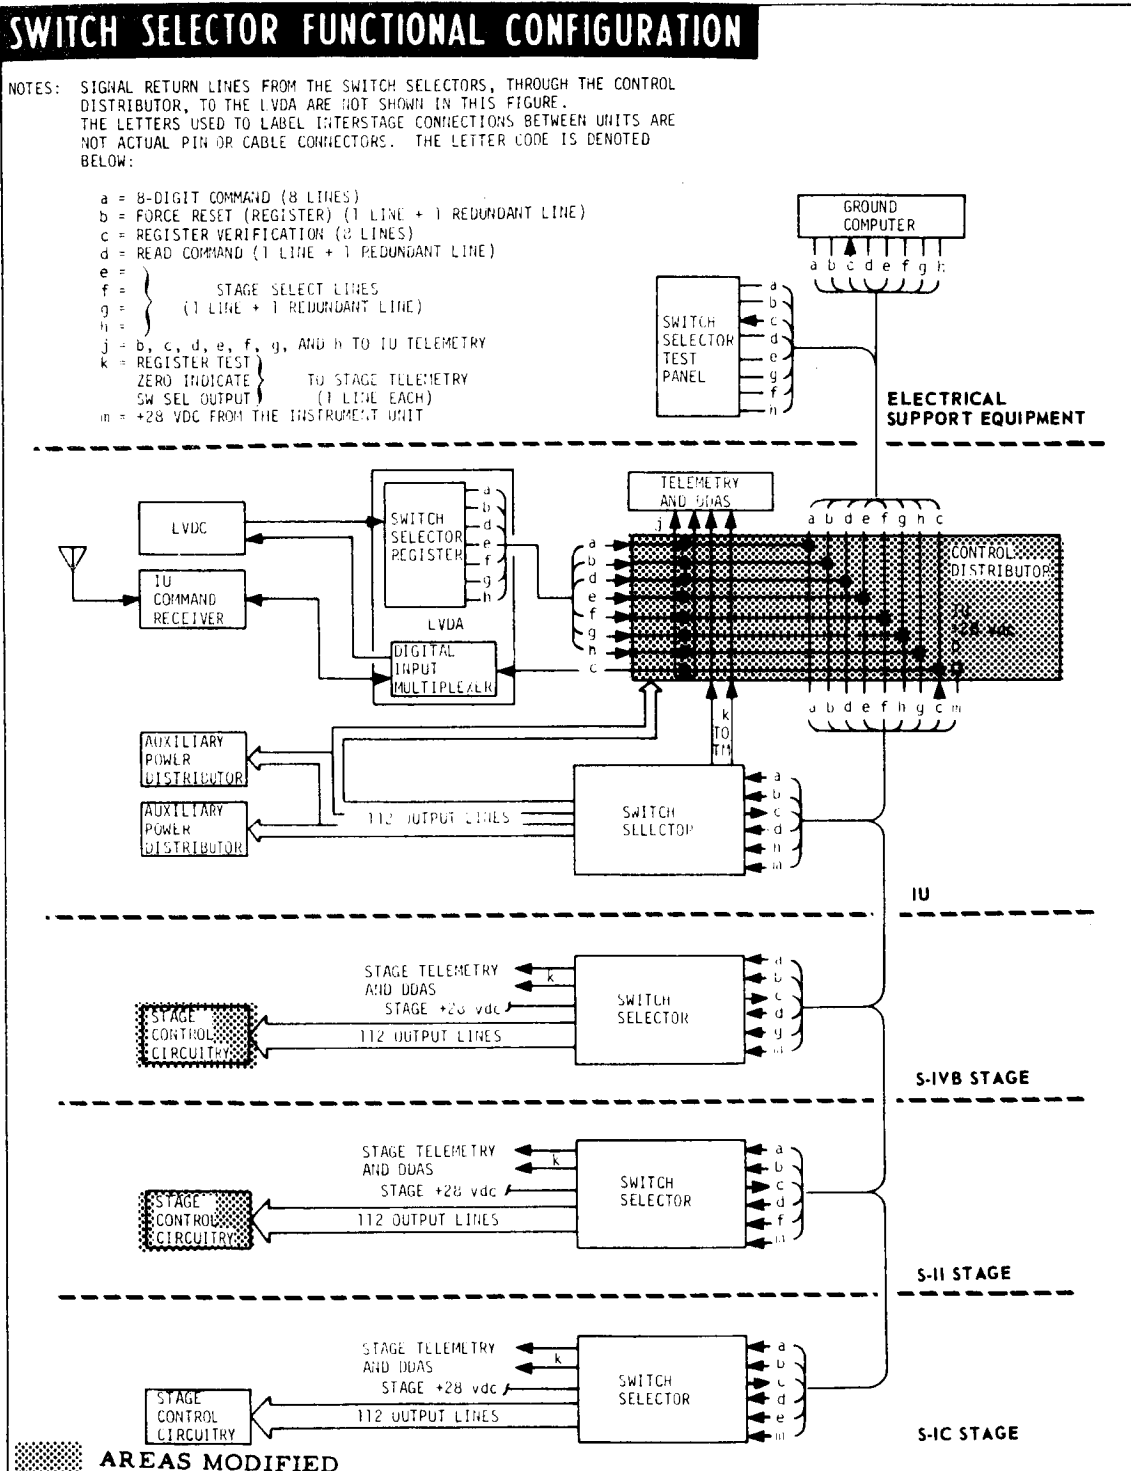 SWITCH SELECTOR FUNCTIONAL CONFIGURATION
NOTES: SIGNAL RETURN LINES FROM THE SWITCH SELECTORS, THROUGH THE CONTROL
DISTRIBUTOR, TO THE LVDA ARE NOT SHOWN IN THIS FIGURE.
THE LETTERS USED TO LABEL INTERSTAGE CONNECTIONS BETWEEN UNITS ARE
NOT ACTUAL PIN OR CABLE CONNECTORS. THE LETTER CODE IS DENOTED
BELOW:
a = 8-DIGIT COMMAND (8 LINES)
b = FORCE RESET (REGISTER) (1 LINE + 1 REDUNDANT LINE)
c = REGISTER VERIFICATION (8 LINES)
d = READ COMMAND (1 LINE + 1 REDUNDANT LINE)
e =
f = STAGE SELECT LINES
g = (1 LINE + 1 REDUNDANT LINE)
h =
j = b, c, d, e, f, g, AND h TO IU TELEMETRY
k = REGISTER TEST
ZERO INDICATE TO STAGE TELEMETRY
SW SEL OUTPUT (1 LINE EACH)
m = +28 VDC FROM THE INSTRUMENT UNIT
GROUND
COMPUTER
a b c d e f g h
SWITCH
SELECTOR
TEST
PANEL
a
b
c
d
e
g
f
h
ELECTRICAL
SUPPORT EQUIPMENT
TELEMETRY
AND DDAS
j
LVDC
IU
COMMAND
RECEIVER
SWITCH
SELECTOR
REGISTER
a
b
d
e
f
g
h
LVDA
DIGITAL
INPUT
MULTIPLEXER
a
b
d
e
f
g
h
c
a b d e f g h c
CONTROL
DISTRIBUTOR
IU
+28 vdc
a b d e f h g c m
k
TO
TM
AUXILIARY
POWER
DISTRIBUTOR
AUXILIARY
POWER
DISTRIBUTOR
112 OUTPUT LINES
SWITCH
SELECTOR
a
b
c
d
h
m
IU
STAGE TELEMETRY
AND DDAS
k
STAGE +28 vdc
112 OUTPUT LINES
STAGE
CONTROL
CIRCUITRY
SWITCH
SELECTOR
a
b
c
d
g
m
S-IVB STAGE
STAGE TELEMETRY
AND DDAS
k
STAGE +28 vdc
112 OUTPUT LINES
STAGE
CONTROL
CIRCUITRY
SWITCH
SELECTOR
a
b
c
d
f
m
S-II STAGE
STAGE TELEMETRY
AND DDAS
k
STAGE +28 vdc
112 OUTPUT LINES
STAGE
CONTROL
CIRCUITRY
SWITCH
SELECTOR
a
b
c
d
e
m
S-IC STAGE
AREAS MODIFIED